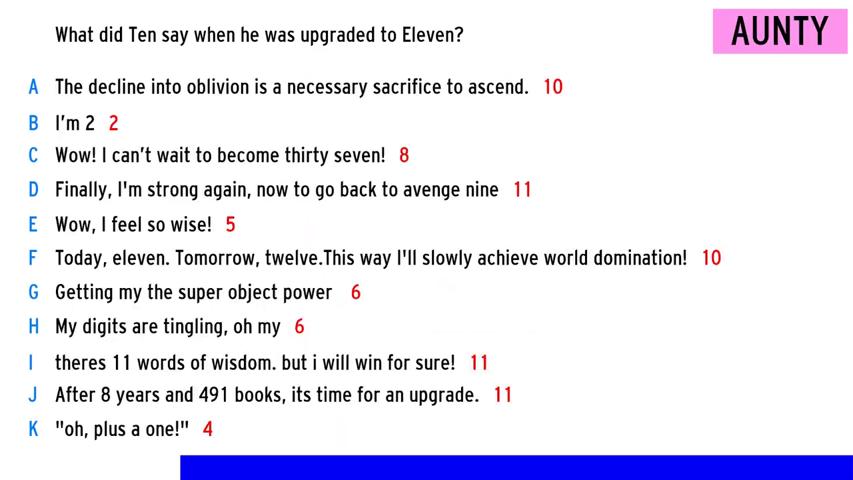 What did Ten say when he was upgraded to Eleven?
AUNTY
A The decline into oblivion is a necessary sacrifice to ascend. 10
B I'm 2 2
C Wow! I can't wait to become thirty seven! 8
D Finally, I'm strong again, now to go back to avenge nine 11
E Wow, I feel so wise! 5
F Today, eleven. Tomorrow, twelve.This way I'll slowly achieve world domination! 10
G Getting my the super object power 6
H My digits are tingling, oh my 6
I theres 11 words of wisdom. but i will win for sure! 11
J After 8 years and 491 books, its time for an upgrade. 11
K "oh, plus a one!" 4